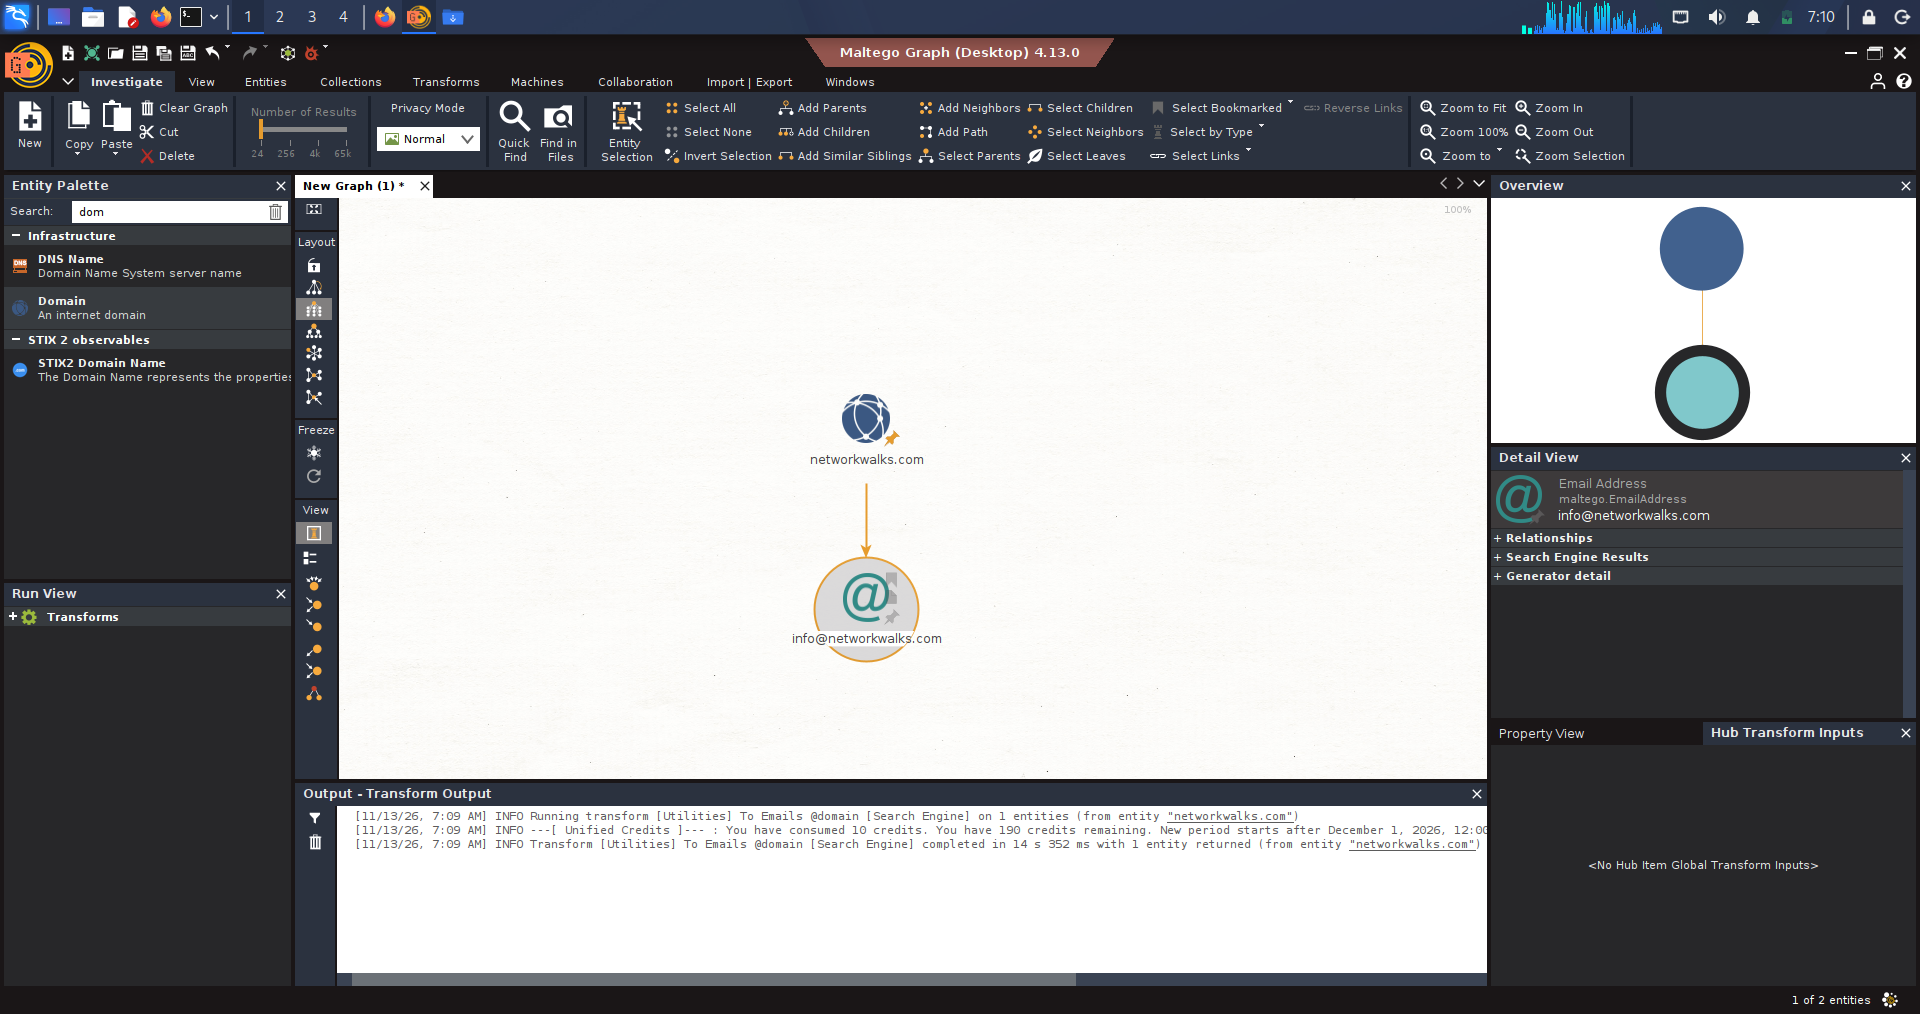 1 2 3 4
7:10
Maltego Graph (Desktop) 4.13.0
Investigate View Entities Collections Transforms Machines Collaboration Import | Export Windows
New
Copy Paste
Clear Graph
Cut
Delete
Number of Results
24 256 4k 65k
Privacy Mode
Normal
Quick Find
Find in Files
Entity Selection
Select All
Select None
Invert Selection
Add Parents
Add Children
Add Similar Siblings
Add Neighbors
Add Path
Select Parents
Select Children
Select Neighbors
Select Leaves
Select Bookmarked
Select by Type
Select Links
Reverse Links
Zoom to Fit
Zoom 100%
Zoom to
Zoom In
Zoom Out
Zoom Selection
Entity Palette
Search: dom
Infrastructure
DNS
DNS Name
Domain Name System server name
Domain
An internet domain
STIX 2 observables
STIX2 Domain Name
The Domain Name represents the properties
Run View
Transforms
New Graph (1) *
Layout
Freeze
View
100%
networkwalks.com
@
info@networkwalks.com
Output - Transform Output
[11/13/26, 7:09 AM] INFO Running transform [Utilities] To Emails @domain [Search Engine] on 1 entities (from entity "networkwalks.com")
[11/13/26, 7:09 AM] INFO ---[ Unified Credits ]--- : You have consumed 10 credits. You have 190 credits remaining. New period starts after December 1, 2026, 12:00
[11/13/26, 7:09 AM] INFO Transform [Utilities] To Emails @domain [Search Engine] completed in 14 s 352 ms with 1 entity returned (from entity "networkwalks.com")
Overview
Detail View
@
Email Address
maltego.EmailAddress
info@networkwalks.com
+ Relationships
+ Search Engine Results
+ Generator detail
Property View
Hub Transform Inputs
<No Hub Item Global Transform Inputs>
1 of 2 entities